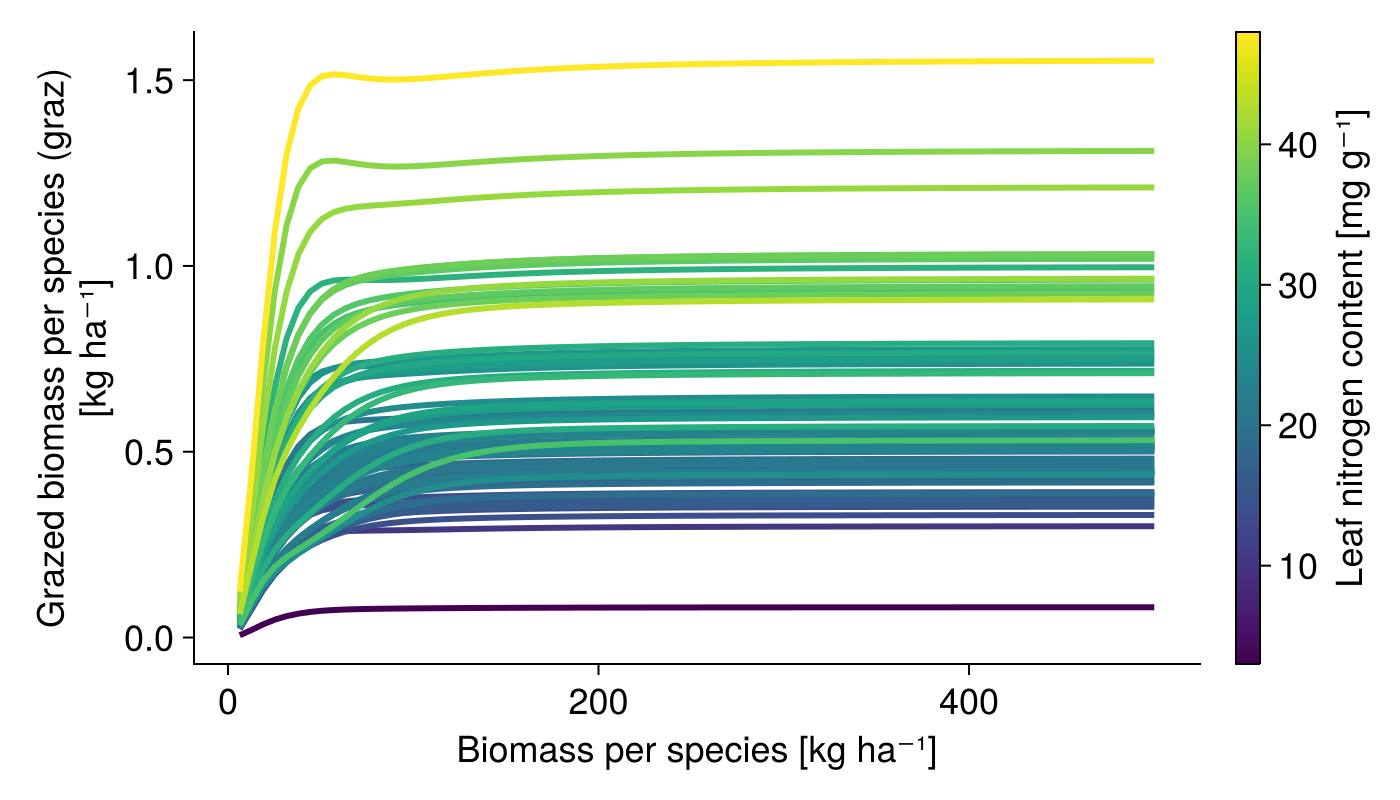 Grazed biomass per species (graz)
[kg ha⁻¹]
1.5
1.0
0.5
0.0
0
200
400
Biomass per species [kg ha⁻¹]
40
30
20
10
Leaf nitrogen content [mg g⁻¹]